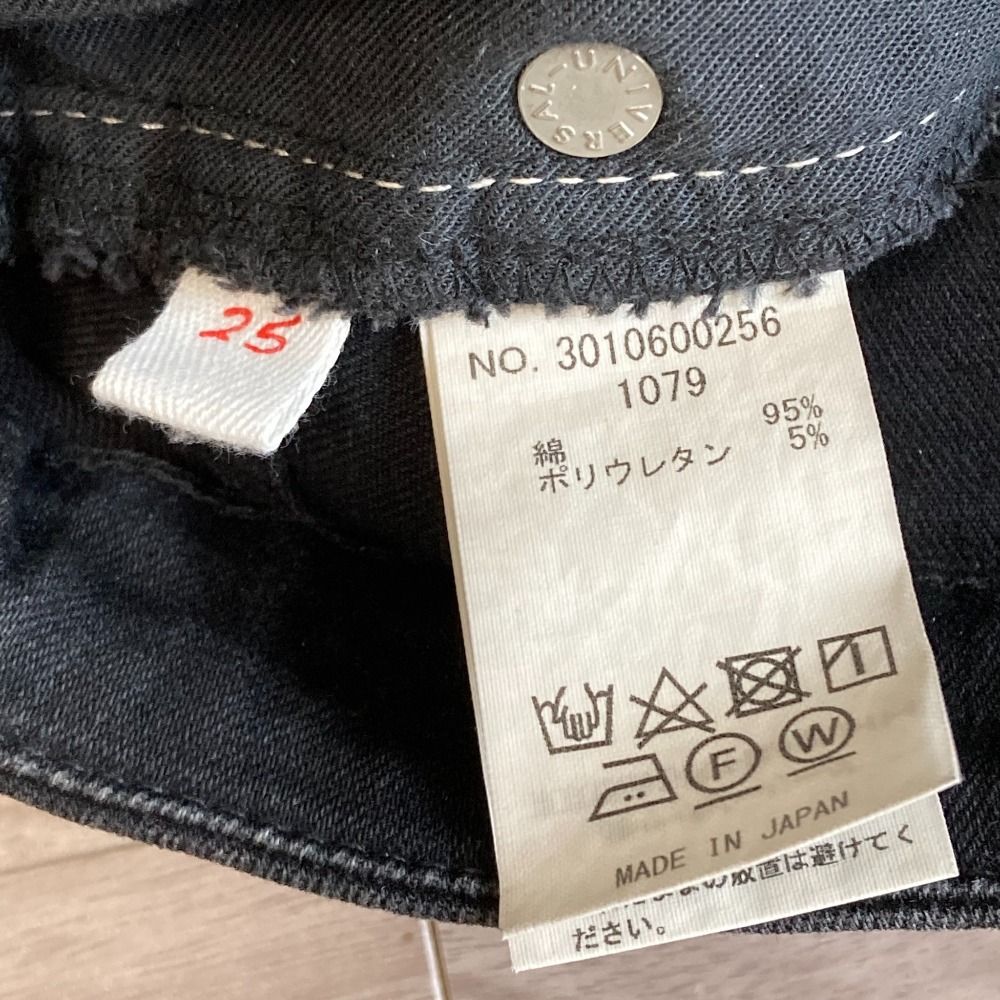 UNIVERSAL-
25
NO. 3010600256
1079
綿 95%
ポリウレタン 5%
F W
MADE IN JAPAN
放置は避けてく
ださい。